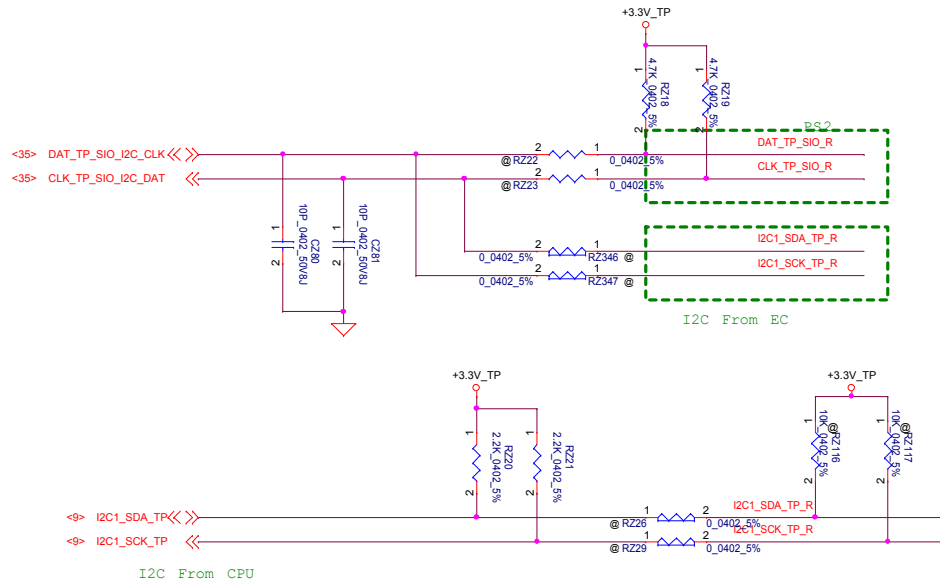 +3.3V_TP
1
4.7K_0402_5%
RZ18
2
1
4.7K_0402_5%
RZ19
2
PS2
<35> DAT_TP_SIO_I2C_CLK
2
1
@RZ22
0_0402_5%
DAT_TP_SIO_R
<35> CLK_TP_SIO_I2C_DAT
2
1
@RZ23
0_0402_5%
CLK_TP_SIO_R
1
10P_0402_50V8J
CZ80
2
1
10P_0402_50V8J
CZ81
2
2
1
0_0402_5%
RZ346 @
I2C1_SDA_TP_R
2
1
0_0402_5%
RZ347 @
I2C1_SCK_TP_R
I2C From EC
+3.3V_TP
1
2.2K_0402_5%
RZ20
2
1
2.2K_0402_5%
RZ21
2
+3.3V_TP
1
10K_0402_5%
@
RZ116
2
1
10K_0402_5%
@
RZ117
2
<9> I2C1_SDA_TP
1
2
@RZ26
0_0402_5%
I2C1_SDA_TP_R
<9> I2C1_SCK_TP
1
2
@RZ29
0_0402_5%
I2C1_SCK_TP_R
I2C From CPU